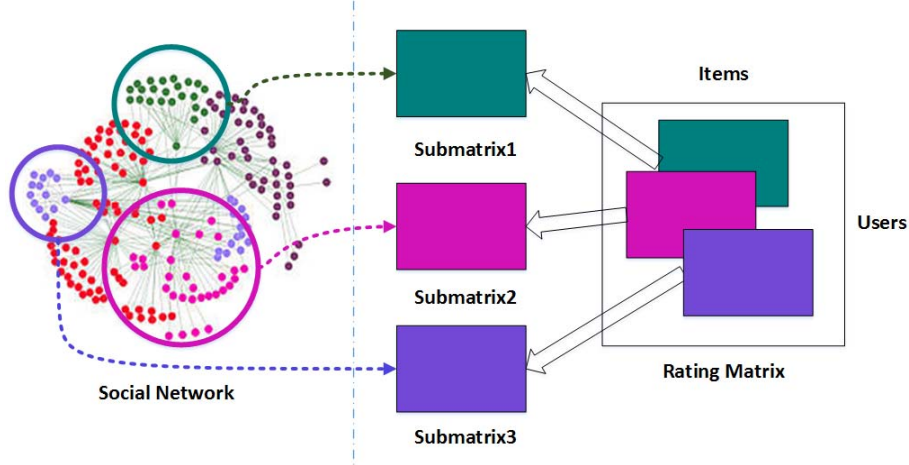 Items
Submatrix1
Users
Submatrix2
Rating Matrix
Social Network
Submatrix3